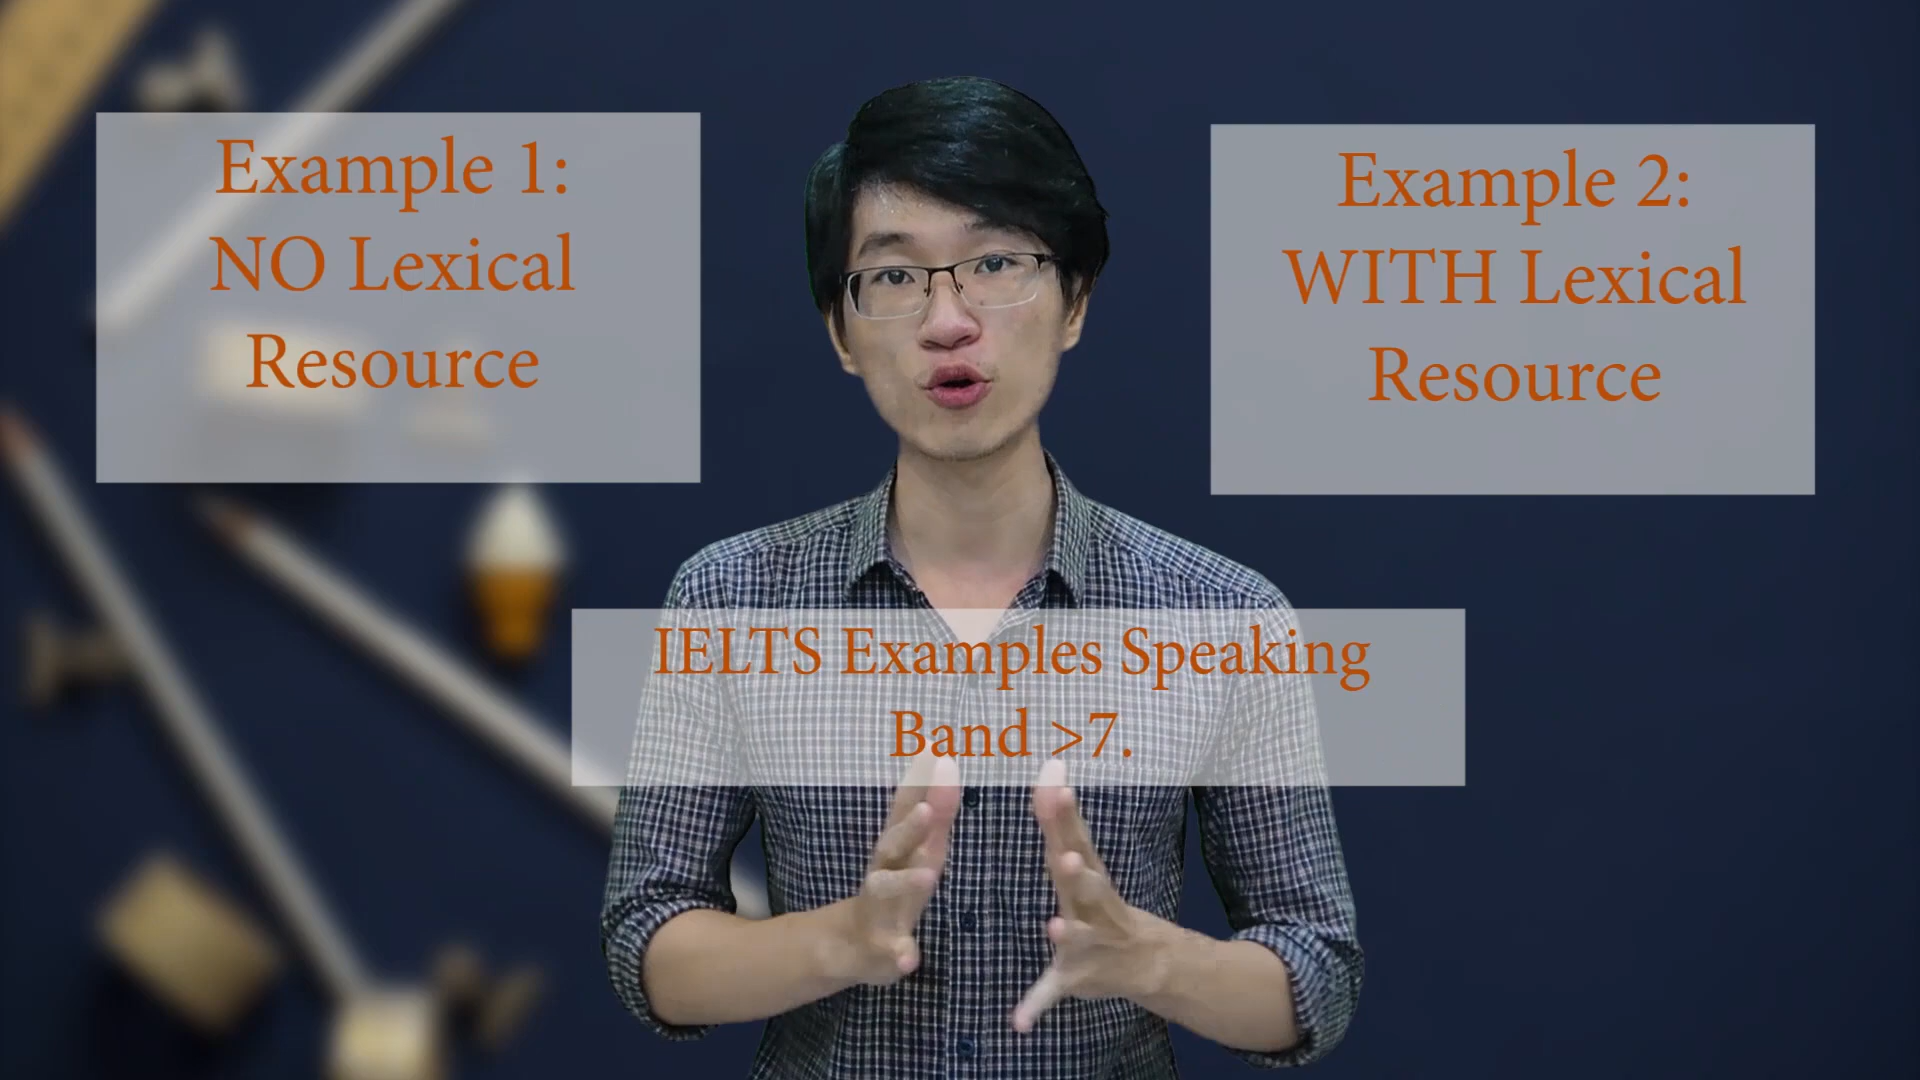 Example 1:
NO Lexical
Resource
Example 2:
WITH Lexical
Resource
IELTS Examples Speaking
Band >7.